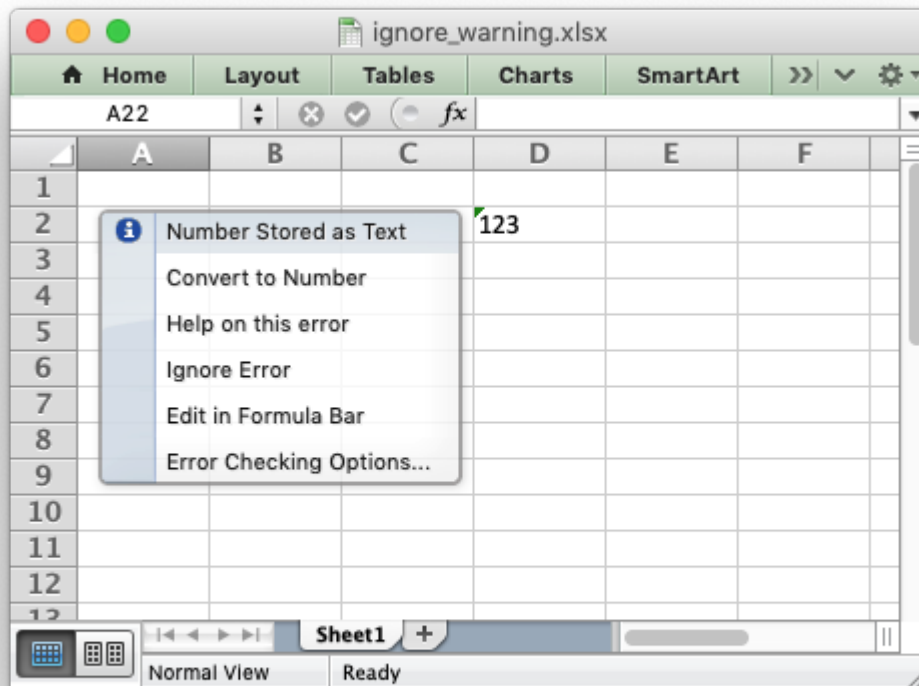 ignore_warning.xlsx
Home Layout Tables Charts SmartArt
A22 fx
A B C D E F
1
2 123
3
4
5
6
7
8
9
10
11
12
13
Number Stored as Text
Convert to Number
Help on this error
Ignore Error
Edit in Formula Bar
Error Checking Options...
Sheet1
Normal View Ready